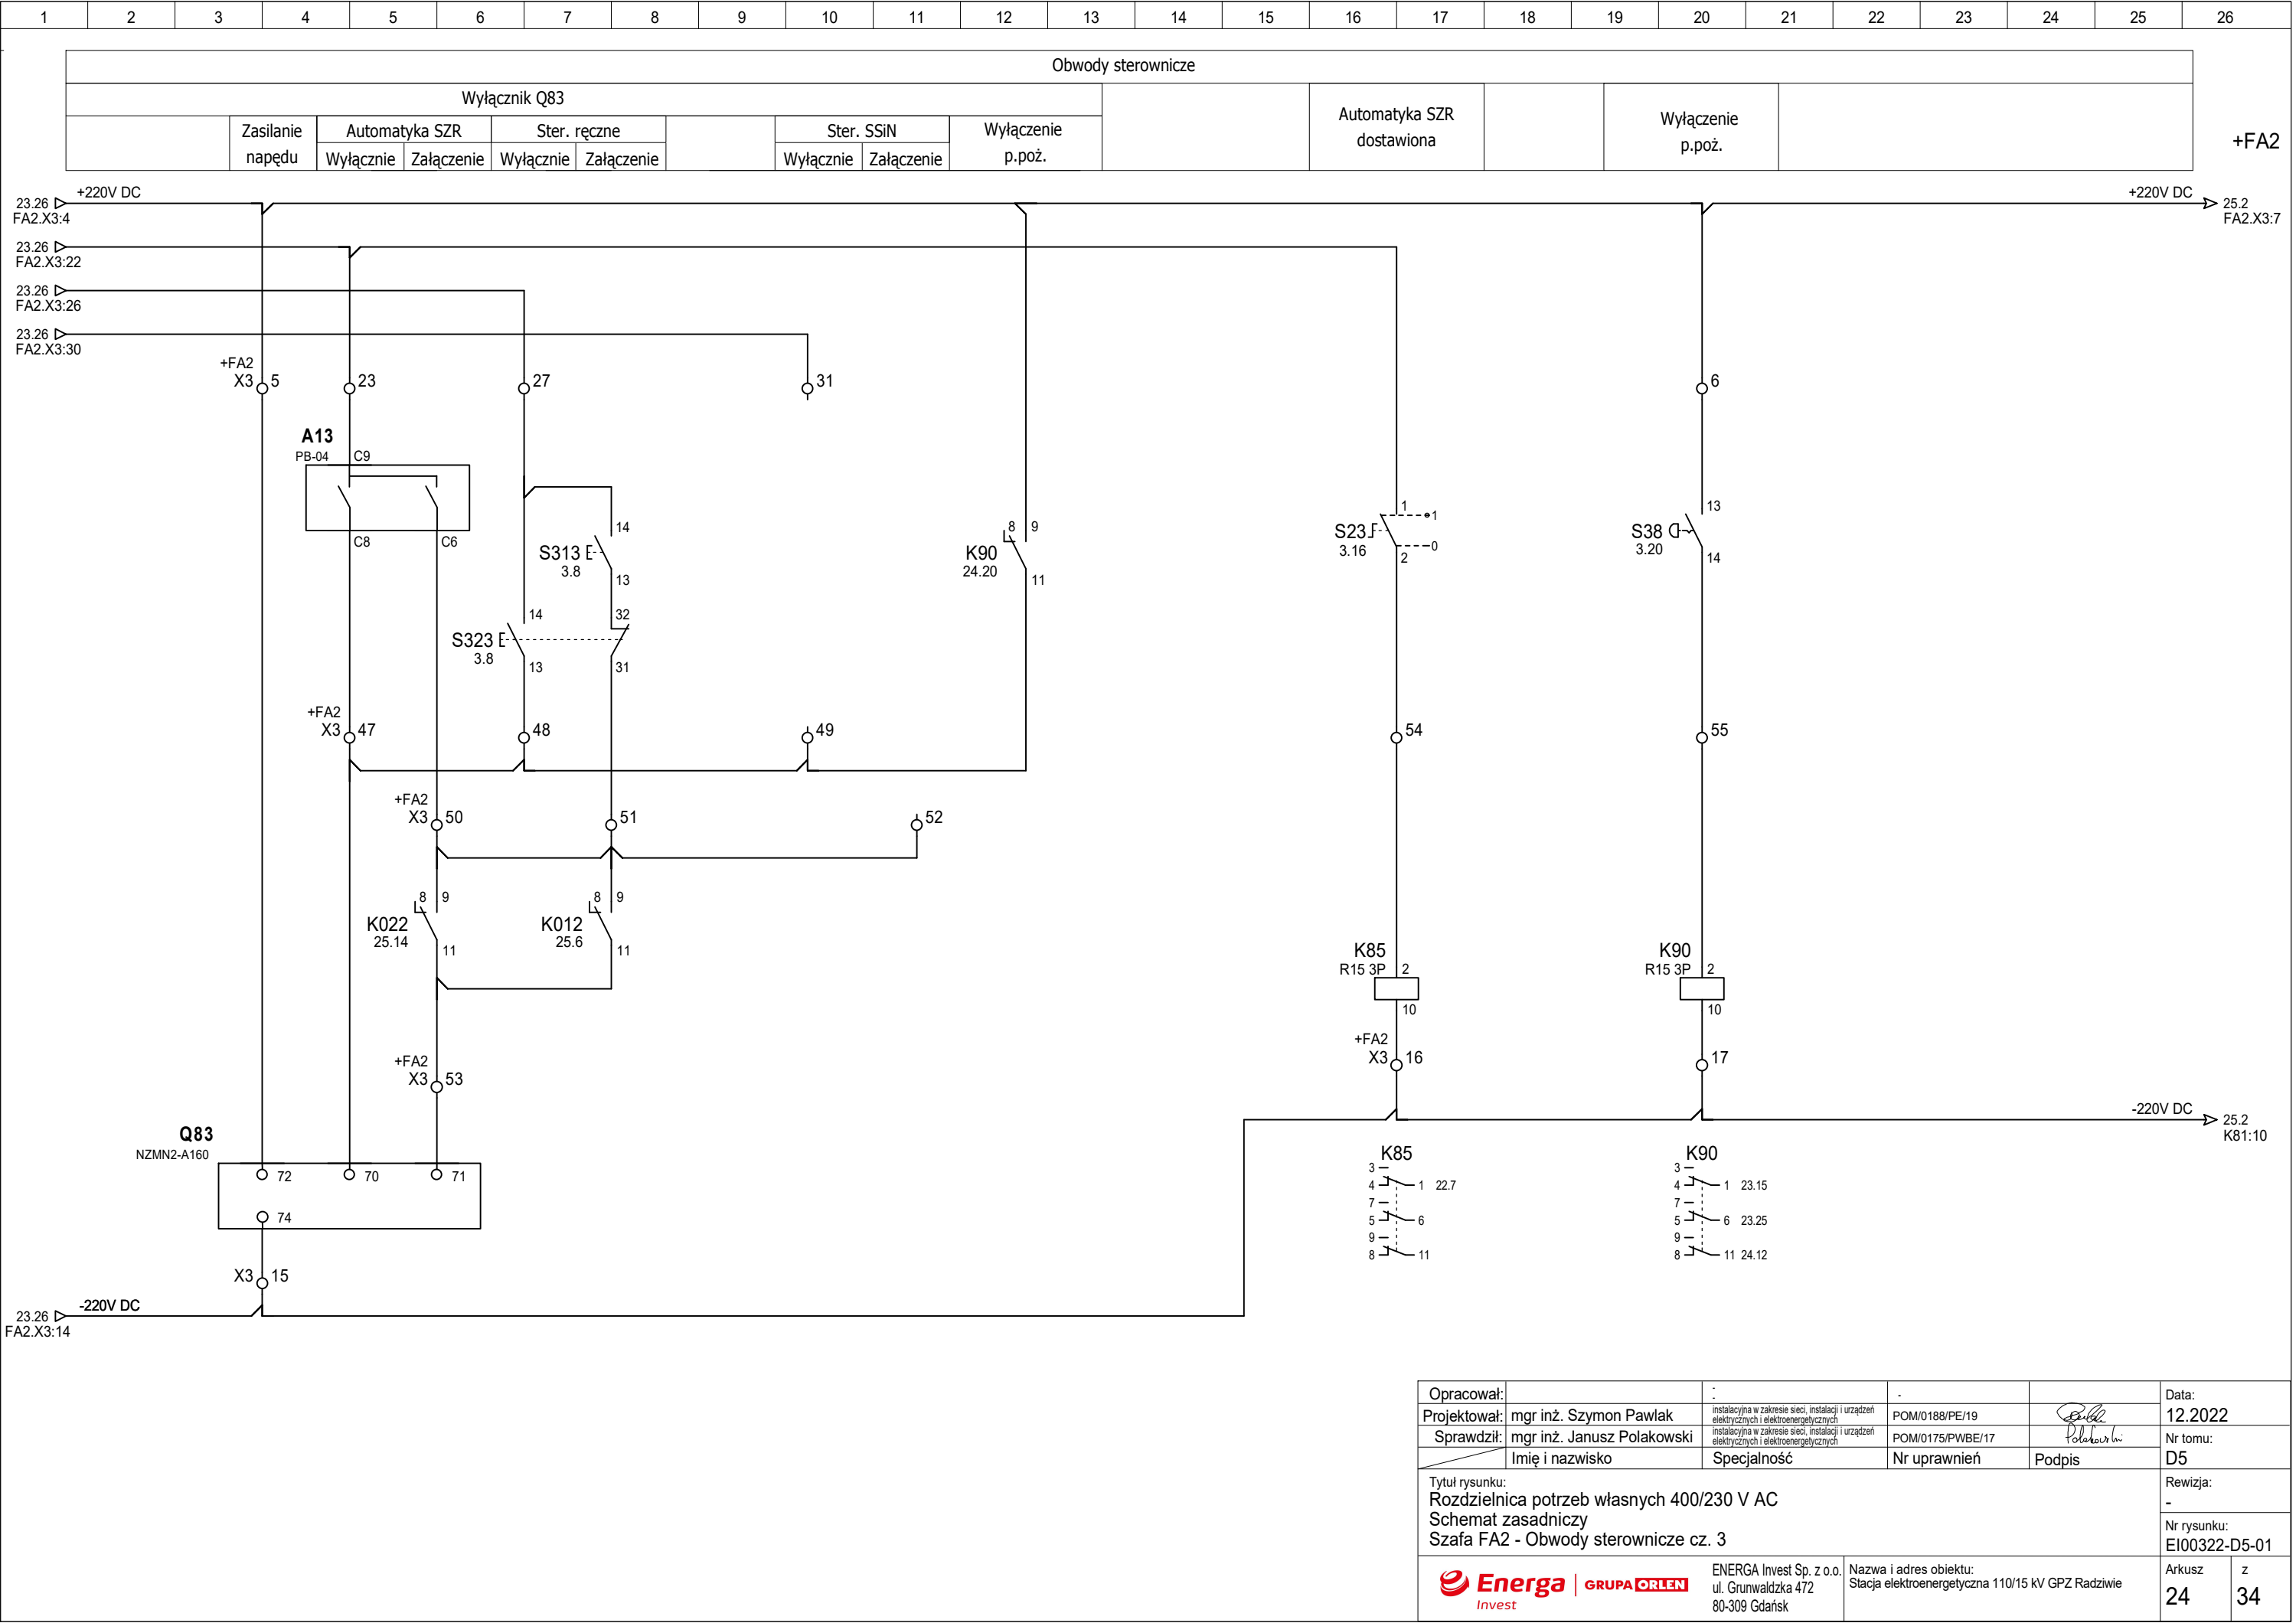 1 2 3 4 5 6 7 8 9 10 11 12 13 14 15 16 17 18 19 20 21 22 23 24 25 26
Obwody sterownicze
Wyłącznik Q83
Zasilanie napędu
Automatyka SZR
Wyłącznie Załączenie
Ster. ręczne
Wyłącznie Załączenie
Ster. SSiN
Wyłącznie Załączenie
Wyłączenie
p.poż.
Automatyka SZR
dostawiona
Wyłączenie
p.poż.
+FA2
23.26 +220V DC
FA2.X3:4
+220V DC 25.2
FA2.X3:7
23.26
FA2.X3:22
23.26
FA2.X3:26
23.26
FA2.X3:30
+FA2
X3 5 23 27 31 6
A13
PB-04 C9
C8 C6
S313
3.8
14
13
S323
3.8
14
13
32
31
K90
24.20
8 9
11
S23
3.16
1
2
1
0
S38
3.20
13
14
+FA2
X3 47 48 49 54 55
+FA2
X3 50 51 52
K022
25.14
8 9
11
K012
25.6
8 9
11
K85
R15 3P 2
10
K90
R15 3P 2
10
+FA2
X3 16 17
+FA2
X3 53
-220V DC 25.2
K81:10
Q83
NZMN2-A160
72 70 71
74
X3 15
23.26 -220V DC
FA2.X3:14
K85
3
4 1 22.7
7
5 6
9
8 11
K90
3
4 1 23.15
7
5 6 23.25
9
8 11 24.12
Opracował: - - -
Projektował: mgr inż. Szymon Pawlak instalacyjna w zakresie sieci, instalacji i urządzeń elektrycznych i elektroenergetycznych POM/0188/PE/19
Sprawdził: mgr inż. Janusz Polakowski instalacyjna w zakresie sieci, instalacji i urządzeń elektrycznych i elektroenergetycznych POM/0175/PWBE/17 Polakowski
Imię i nazwisko Specjalność Nr uprawnień Podpis
Data:
12.2022
Nr tomu:
D5
Tytuł rysunku:
Rozdzielnica potrzeb własnych 400/230 V AC
Schemat zasadniczy
Szafa FA2 - Obwody sterownicze cz. 3
Rewizja:
-
Nr rysunku:
EI00322-D5-01
Energa
Invest
GRUPA ORLEN
ENERGA Invest Sp. z o.o.
ul. Grunwaldzka 472
80-309 Gdańsk
Nazwa i adres obiektu:
Stacja elektroenergetyczna 110/15 kV GPZ Radziwie
Arkusz z
24 34